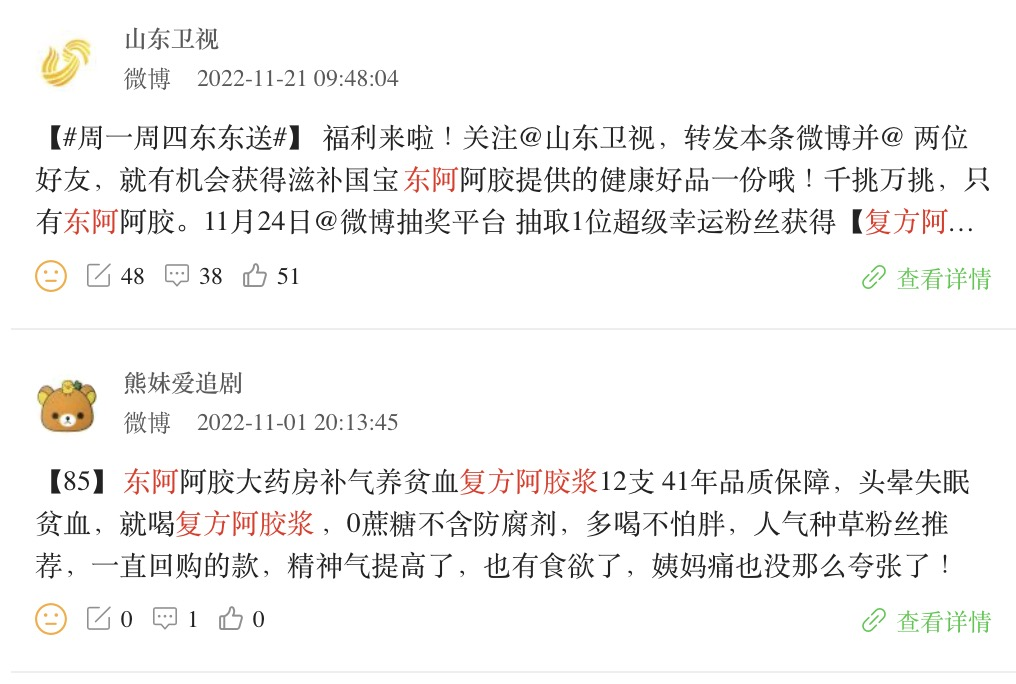 山东卫视
微博 2022-11-21 09:48:04
【#周一周四东东送#】 福利来啦！关注@山东卫视，转发本条微博并@ 两位
好友，就有机会获得滋补国宝东阿阿胶提供的健康好品一份哦！千挑万挑，只
有东阿阿胶。11月24日@微博抽奖平台 抽取1位超级幸运粉丝获得【复方阿...
48 38 51 查看详情
熊妹爱追剧
微博 2022-11-01 20:13:45
【85】东阿阿胶大药房补气养贫血复方阿胶浆12支 41年品质保障，头晕失眠
贫血，就喝复方阿胶浆 ，0蔗糖不含防腐剂，多喝不怕胖，人气种草粉丝推
荐，一直回购的款，精神气提高了，也有食欲了，姨妈痛也没那么夸张了！
0 1 0 查看详情